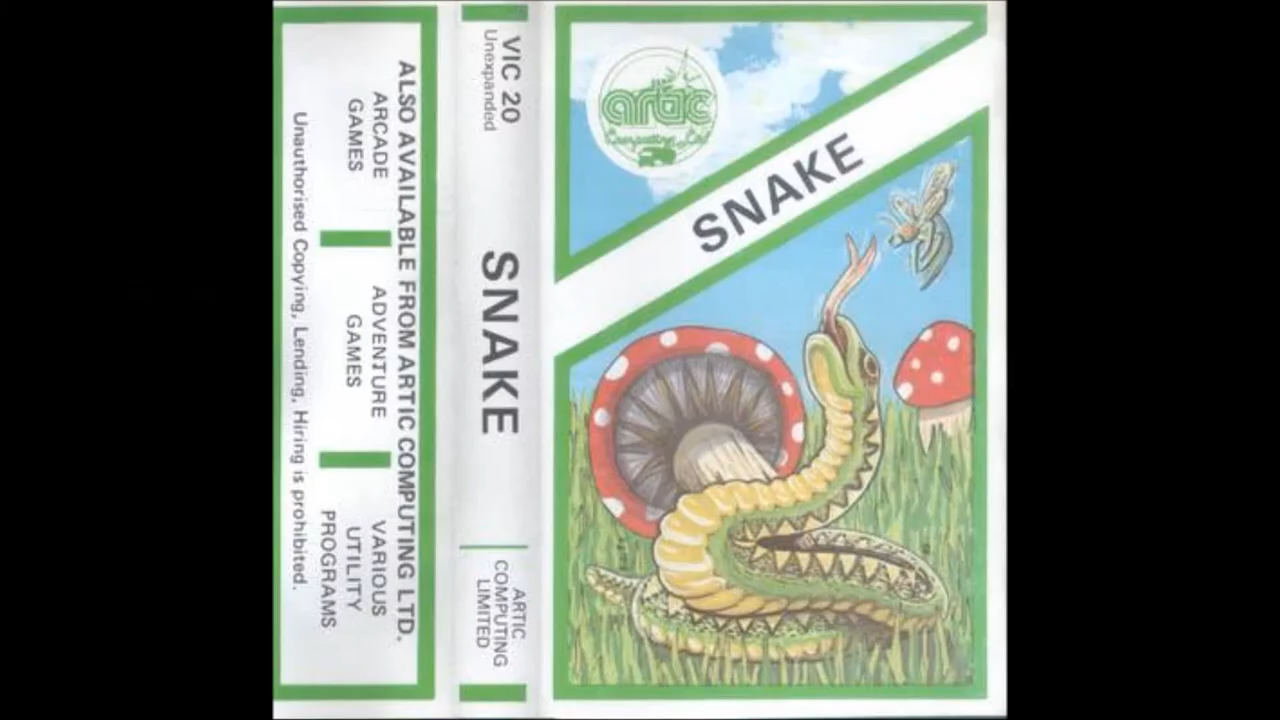 ALSO AVAILABLE FROM ARTIC COMPUTING LTD.
ARCADE
GAMES
ADVENTURE
GAMES
VARIOUS
UTILITY
PROGRAMS
Unauthorised Copying, Lending, Hiring is prohibited.
VIC 20
Unexpanded
SNAKE
ARTIC
COMPUTING
LIMITED
artic
Computing Ltd
SNAKE